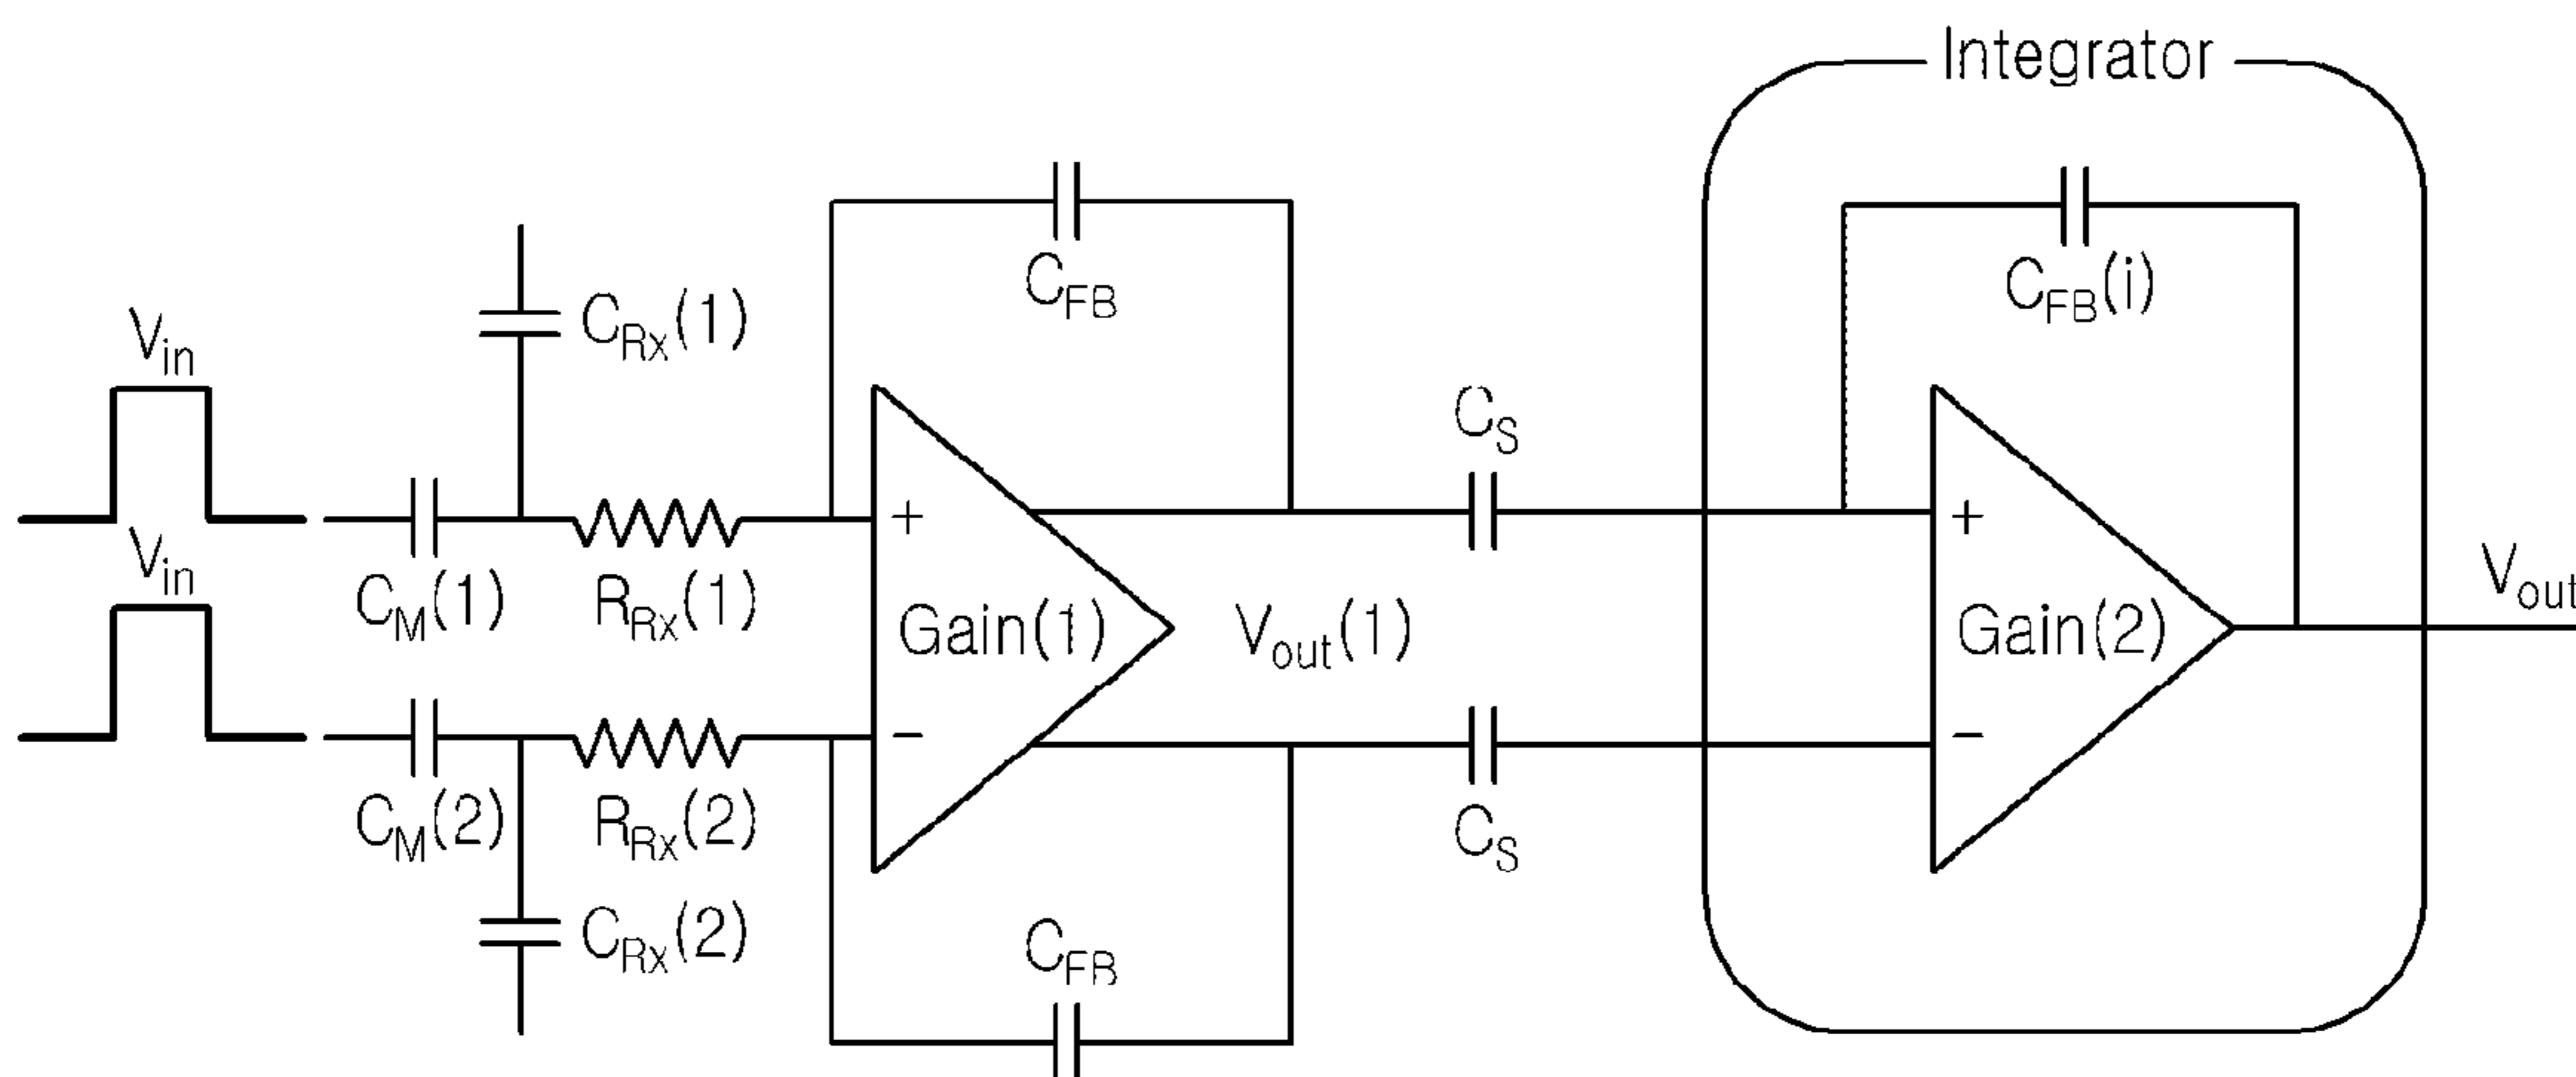 Integrator
C_FB
C_FB(i)
C_Rx(1)
V_in
C_S
+
+
C_M(1)
R_Rx(1)
V_in
Gain(1)
V_out(1)
Gain(2)
V_out
−
−
C_M(2)
R_Rx(2)
C_S
C_Rx(2)
C_FB